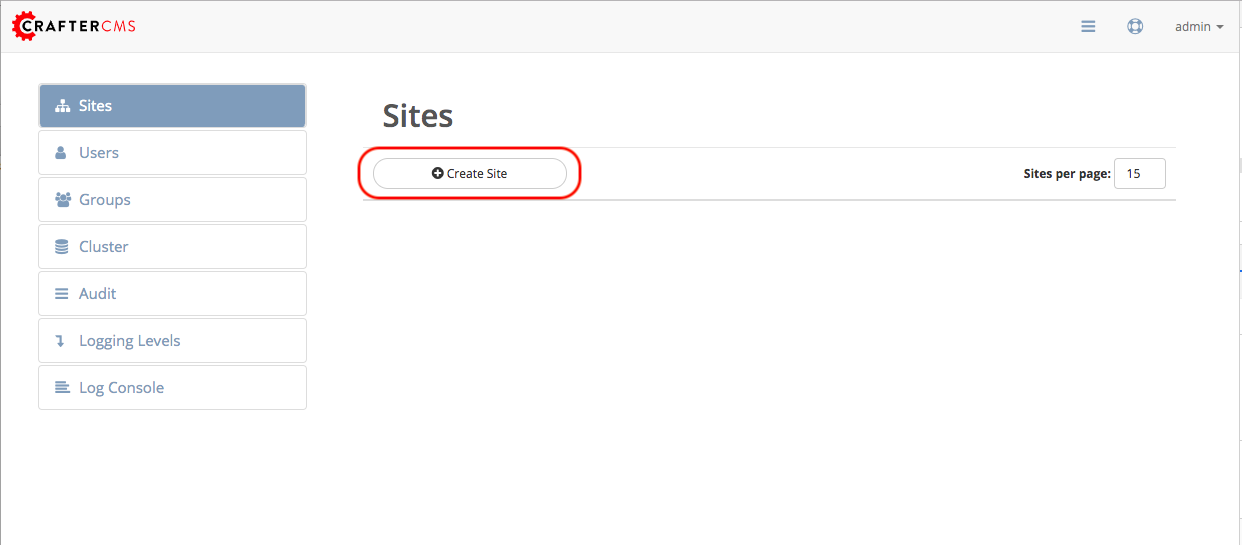 CRAFTERCMS
admin
Sites
Users
Groups
Cluster
Audit
Logging Levels
Log Console
Sites
Create Site
Sites per page: 15